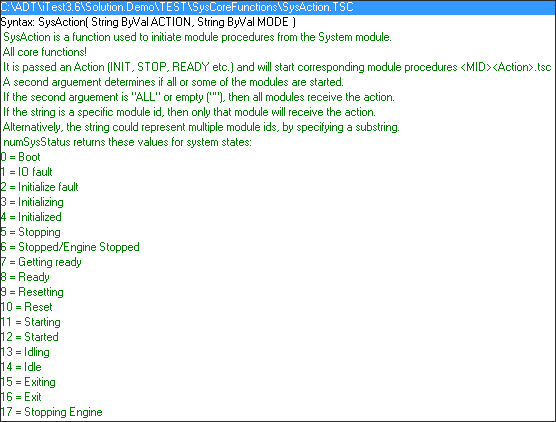 C:\ADT\iTest3.6\Solution.Demo\TEST\SysCoreFunctions\SysAction.TSC
Syntax: SysAction( String ByVal ACTION, String ByVal MODE )
SysAction is a function used to initiate module procedures from the System module.
All core functions!
It is passed an Action (INIT, STOP, READY etc.) and will start corresponding module procedures <MID><Action>.tsc
A second arguement determines if all or some of the modules are started.
If the second arguement is "ALL" or empty (""), then all modules receive the action.
If the string is a specific module id, then only that module will receive the action.
Alternatively, the string could represent multiple module ids, by specifying a substring.
numSysStatus returns these values for system states:
0 = Boot
1 = IO fault
2 = Initialize fault
3 = Initializing
4 = Initialized
5 = Stopping
6 = Stopped/Engine Stopped
7 = Getting ready
8 = Ready
9 = Resetting
10 = Reset
11 = Starting
12 = Started
13 = Idling
14 = Idle
15 = Exiting
16 = Exit
17 = Stopping Engine